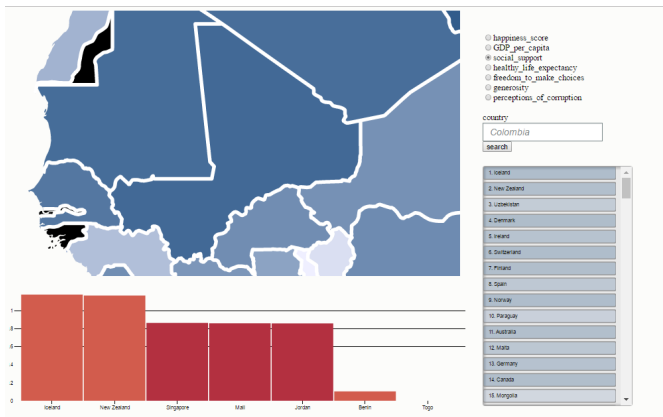 happiness_score
GDP_per_capita
social_support
healthy_life_expectancy
freedom_to_make_choices
generosity
perceptions_of_corruption
country
Colombia
search
1. Iceland
2. New Zealand
3. Uzbekistan
4. Denmark
5. Ireland
6. Switzerland
7. Finland
8. Spain
9. Norway
10. Paraguay
11. Australia
12. Malta
13. Germany
14. Canada
15. Mongolia
1
.8
.6
.4
.2
0
Iceland
New Zealand
Singapore
Mali
Jordan
Benin
Togo